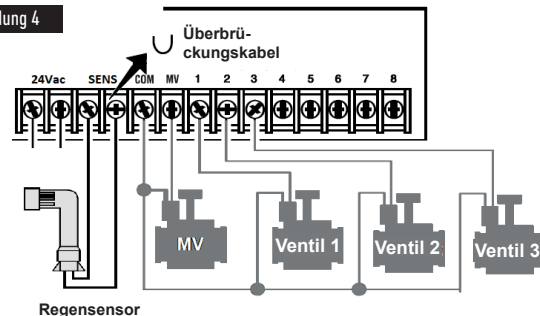 lung 4
Überbrü-
ckungskabel
24Vac SENS COM MV 1 2 3 4 5 6 7 8
MV
Ventil 1
Ventil 2
Ventil 3
Regensensor